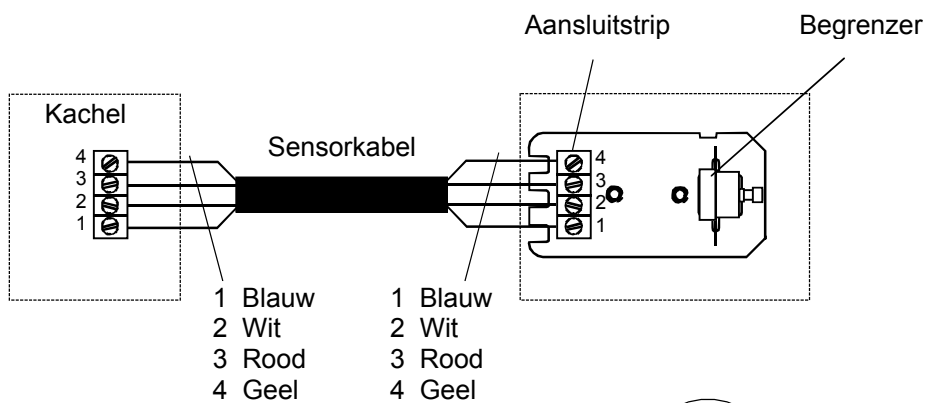 Aansluitstrip Begrenzer
Kachel
Sensorkabel
4
3
2
1
4
3
2
1
1 Blauw
2 Wit
3 Rood
4 Geel
1 Blauw
2 Wit
3 Rood
4 Geel